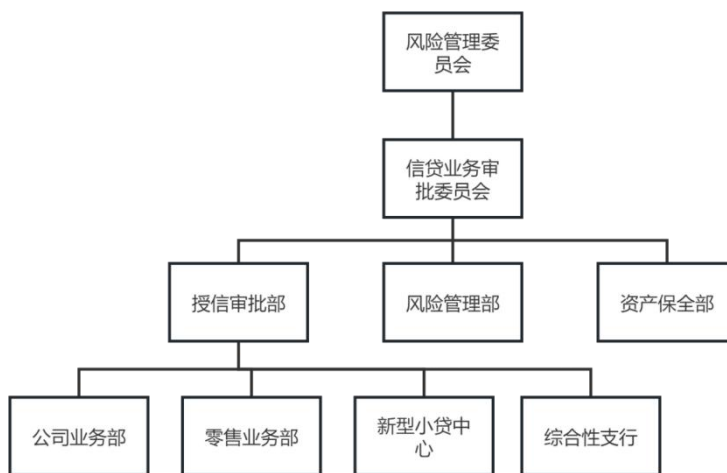 风险管理委
员会
信贷业务审
批委员会
授信审批部
风险管理部
资产保全部
公司业务部
零售业务部
新型小贷中
心
综合性支行